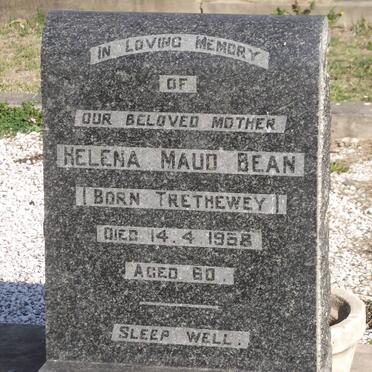 IN LOVING MEMORY
OF
OUR BELOVED MOTHER
HELENA MAUD BEAN
(BORN TRETHEWEY)
DIED 14.4.1958
AGED 60.
SLEEP WELL.